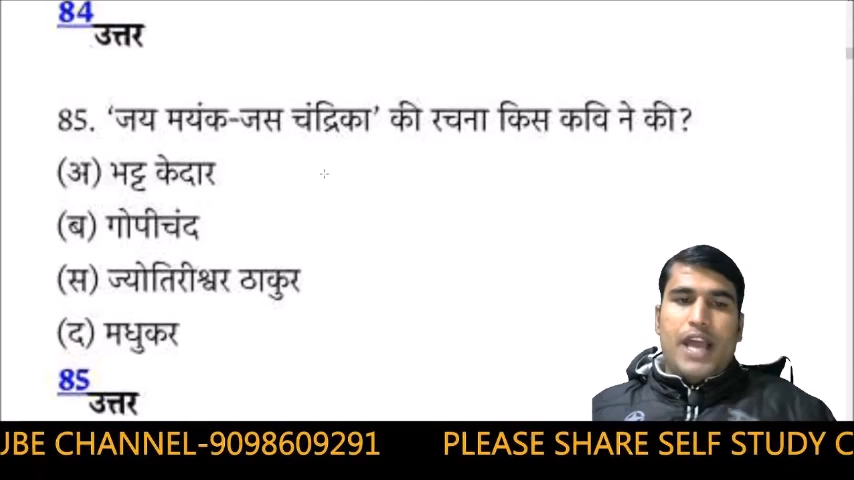 84
उत्तर
85. 'जय मयंक-जस चंद्रिका' की रचना किस कवि ने की?
(अ) भट्ट केदार
(ब) गोपीचंद
(स) ज्योतिरीश्वर ठाकुर
(द) मधुकर
85
उत्तर
UBE CHANNEL-9098609291 PLEASE SHARE SELF STUDY C